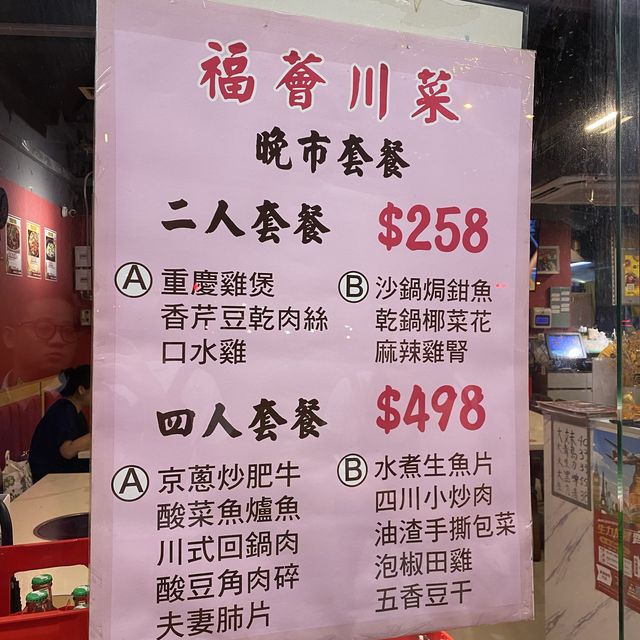 福薈川菜
晚市套餐
二人套餐 $258
Ⓐ 重慶雞煲
香芹豆乾肉絲
口水雞
Ⓑ 沙鍋焗鉗魚
乾鍋椰菜花
麻辣雞腎
四人套餐 $498
Ⓐ 京蔥炒肥牛
酸菜魚爐魚
川式回鍋肉
酸豆角肉碎
夫妻肺片
Ⓑ 水煮生魚片
四川小炒肉
油渣手撕包菜
泡椒田雞
五香豆干